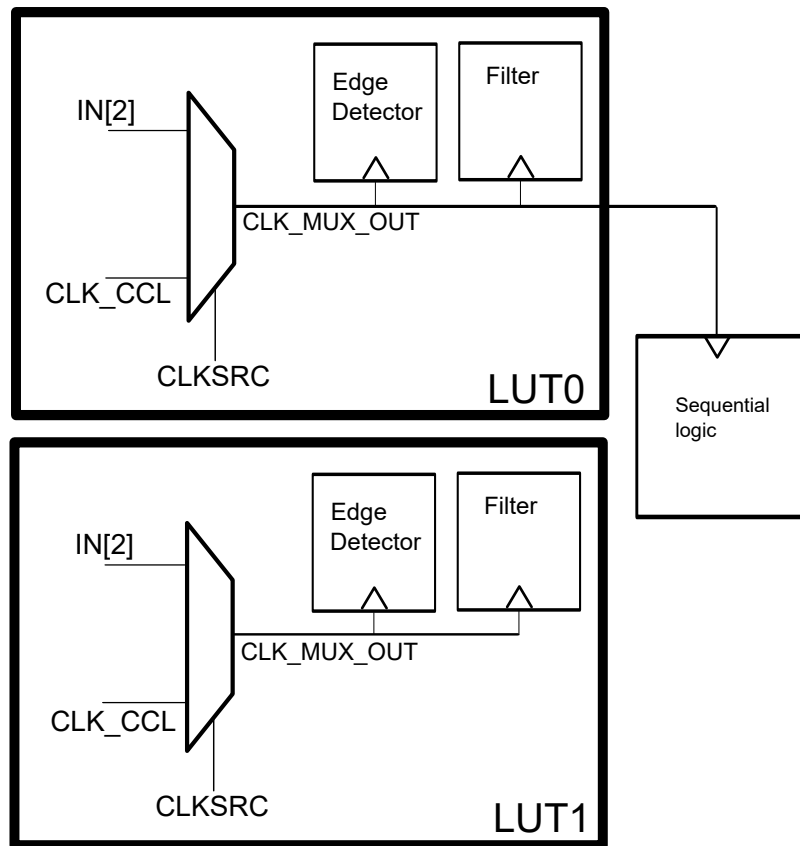 Edge
Detector
Filter
IN[2]
CLK_MUX_OUT
CLK_CCL
CLKSRC
LUT0
Sequential
logic
Edge
Detector
Filter
IN[2]
CLK_MUX_OUT
CLK_CCL
CLKSRC
LUT1